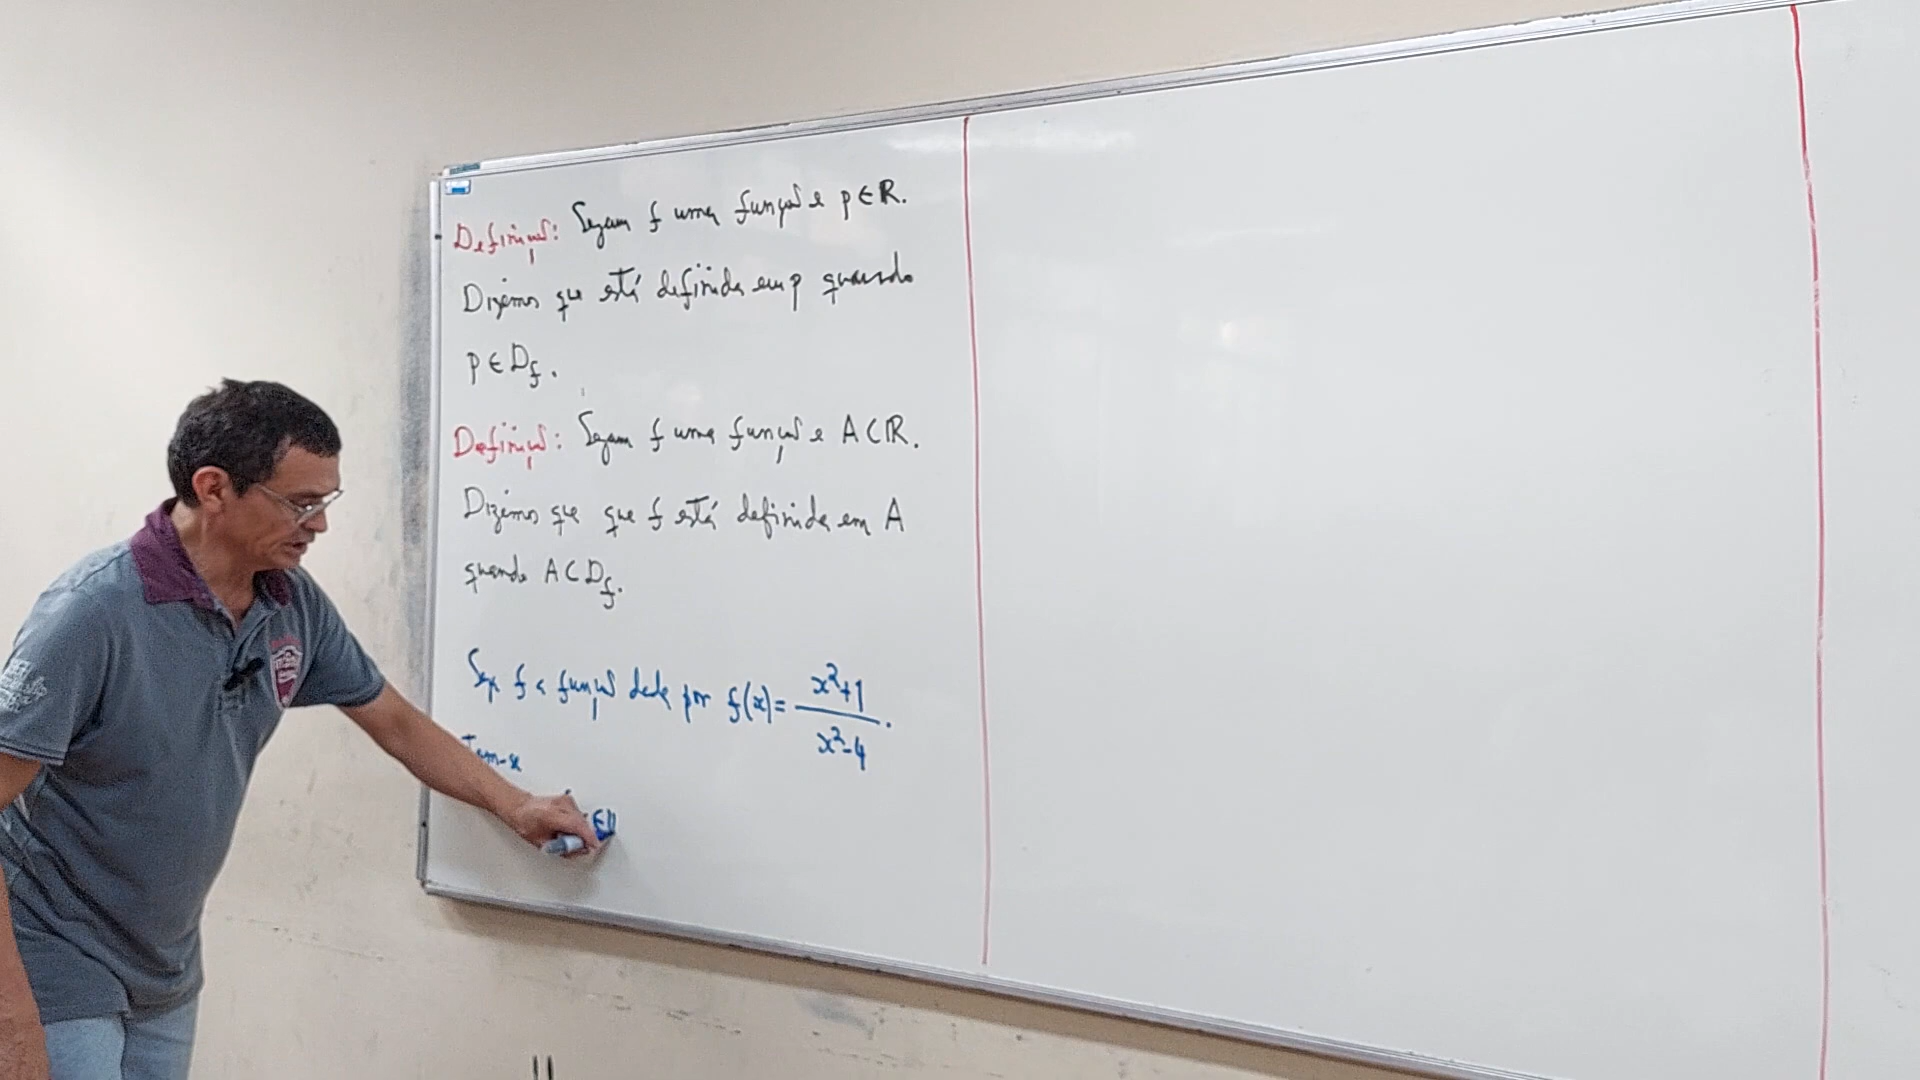 Definição: Sejam f uma função e p∈R.
Dizemos que está definida em p quando
p∈D_f.
Definição: Sejam f uma função e A⊂R.
Dizemos que que f está definida em A
quando A⊂D_f.
Seja f a função dada por f(x)= (x²+1)/(x²-4).
Tem-se